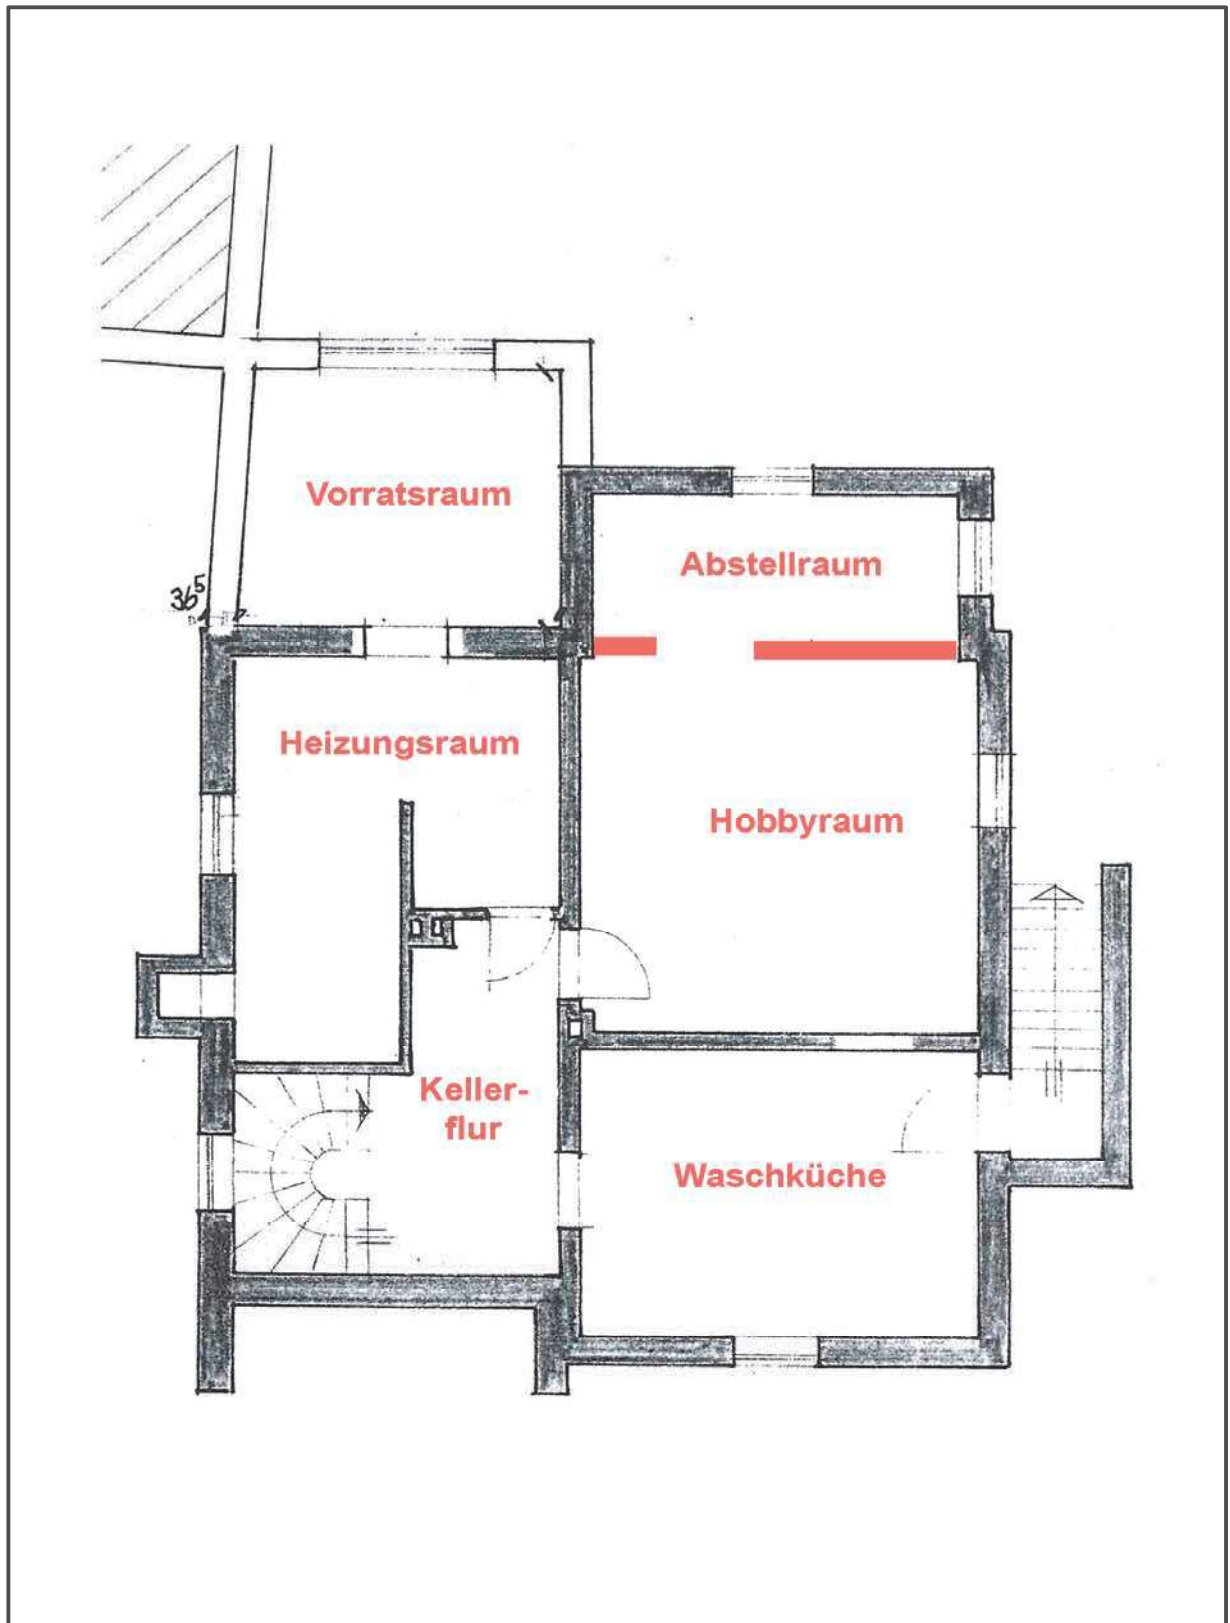 Vorratsraum
Abstellraum
36⁵
Heizungsraum
Hobbyraum
Keller-
flur
Waschküche